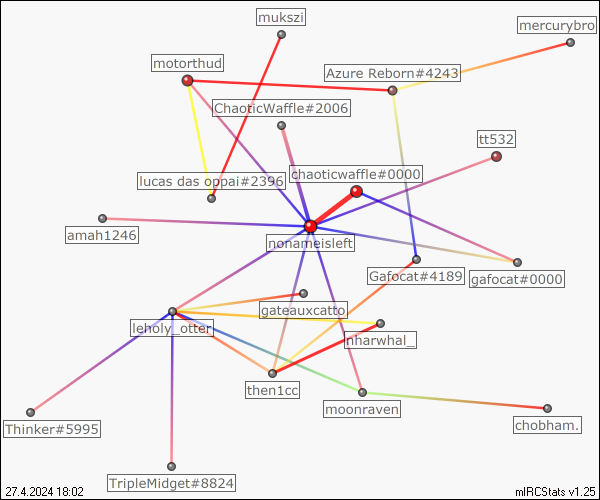 mukszi
mercurybro
motorthud
Azure Reborn#4243
ChaoticWaffle#2006
tt532
chaoticwaffle#0000
lucas das oppai#2396
amah1246
nonameisleft
Gafocat#4189
gafocat#0000
gateauxcatto
leholy_otter
nharwhal_
then1cc
moonraven
chobham.
Thinker#5995
TripleMidget#8824
27.4.2024 18:02
mIRCStats v1.25